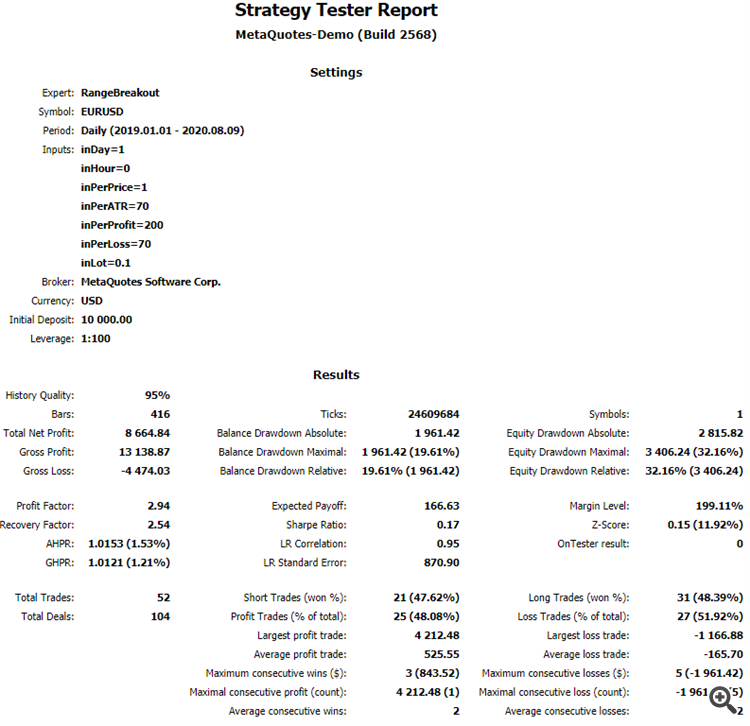 Strategy Tester Report
MetaQuotes-Demo (Build 2568)
Settings
Expert: RangeBreakout
Symbol: EURUSD
Period: Daily (2019.01.01 - 2020.08.09)
Inputs: inDay=1
inHour=0
inPerPrice=1
inPerATR=70
inPerProfit=200
inPerLoss=70
inLot=0.1
Broker: MetaQuotes Software Corp.
Currency: USD
Initial Deposit: 10 000.00
Leverage: 1:100
Results
History Quality: 95%
Bars: 416 Ticks: 24609684 Symbols: 1
Total Net Profit: 8 664.84 Balance Drawdown Absolute: 1 961.42 Equity Drawdown Absolute: 2 815.82
Gross Profit: 13 138.87 Balance Drawdown Maximal: 1 961.42 (19.61%) Equity Drawdown Maximal: 3 406.24 (32.16%)
Gross Loss: -4 474.03 Balance Drawdown Relative: 19.61% (1 961.42) Equity Drawdown Relative: 32.16% (3 406.24)
Profit Factor: 2.94 Expected Payoff: 166.63 Margin Level: 199.11%
Recovery Factor: 2.54 Sharpe Ratio: 0.17 Z-Score: 0.15 (11.92%)
AHPR: 1.0153 (1.53%) LR Correlation: 0.95 OnTester result: 0
GHPR: 1.0121 (1.21%) LR Standard Error: 870.90
Total Trades: 52 Short Trades (won %): 21 (47.62%) Long Trades (won %): 31 (48.39%)
Total Deals: 104 Profit Trades (% of total): 25 (48.08%) Loss Trades (% of total): 27 (51.92%)
Largest profit trade: 4 212.48 Largest loss trade: -1 166.88
Average profit trade: 525.55 Average loss trade: -165.70
Maximum consecutive wins ($): 3 (843.52) Maximum consecutive losses ($): 5 (-1 961.42)
Maximal consecutive profit (count): 4 212.48 (1) Maximal consecutive loss (count): -1 961 (5)
Average consecutive wins: 2 Average consecutive losses: 2